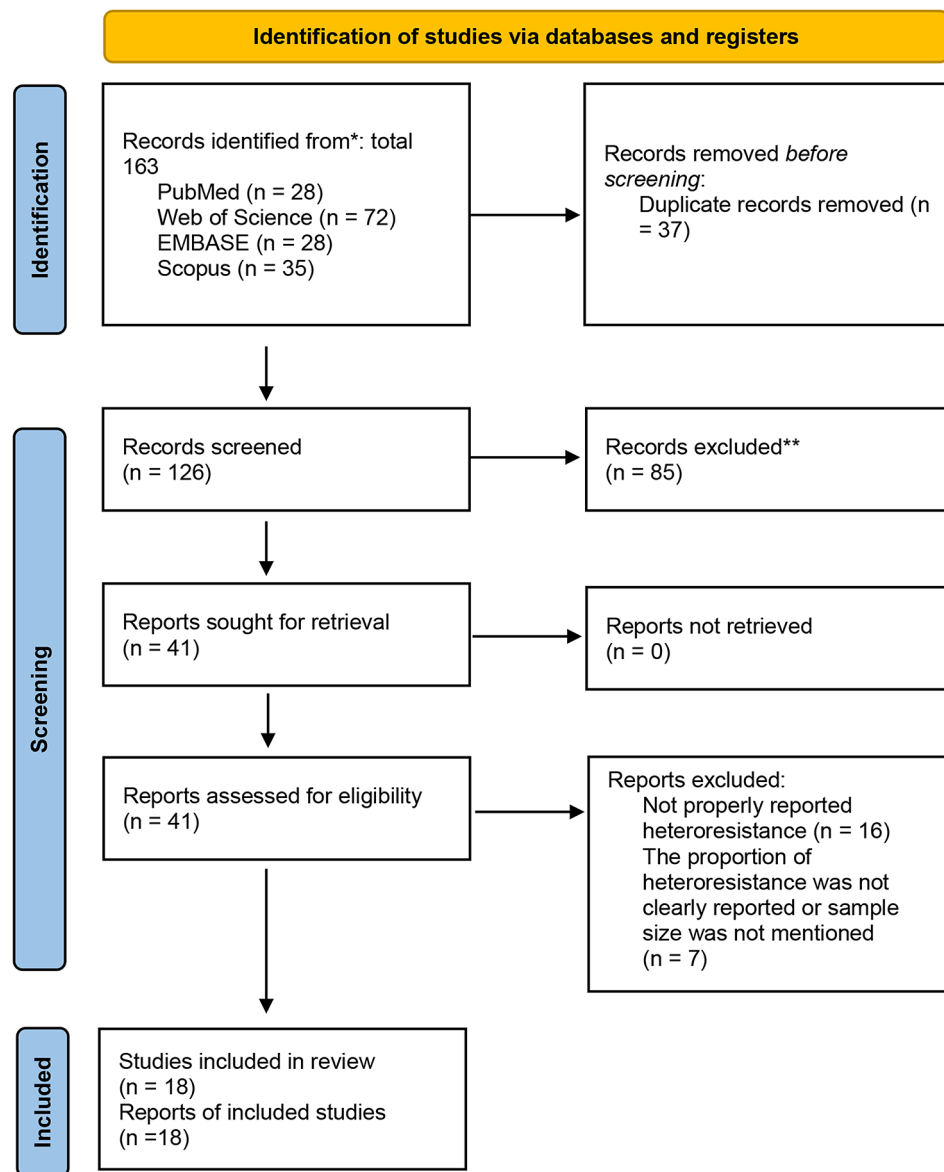 Identification of studies via databases and registers
Identification
Records identified from*: total
163
PubMed (n = 28)
Web of Science (n = 72)
EMBASE (n = 28)
Scopus (n = 35)
Records removed before
screening:
Duplicate records removed (n
= 37)
Screening
Records screened
(n = 126)
Records excluded**
(n = 85)
Reports sought for retrieval
(n = 41)
Reports not retrieved
(n = 0)
Reports assessed for eligibility
(n = 41)
Reports excluded:
Not properly reported
heteroresistance (n = 16)
The proportion of
heteroresistance was not
clearly reported or sample
size was not mentioned
(n = 7)
Included
Studies included in review
(n = 18)
Reports of included studies
(n =18)